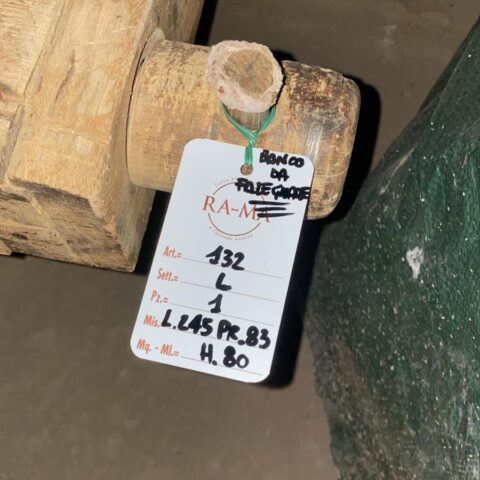 BANCO
DA
FALEGNAME
RA-MA
Art.= 132
Sett.= L
Pz.= 1
Mis. L.245 PR.83
Mq. - Ml.= H.80